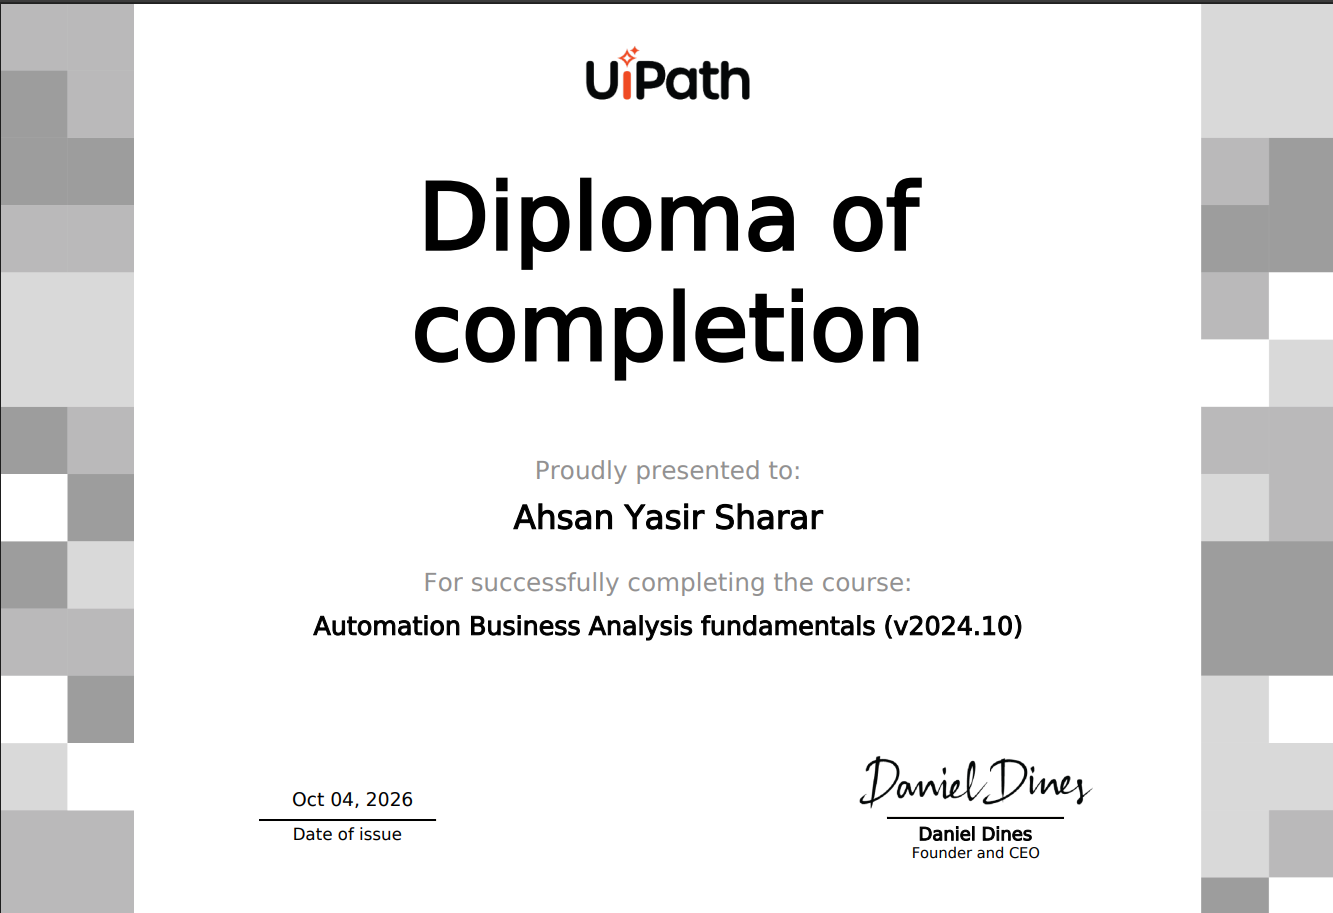 UiPath
Diploma of
completion
Proudly presented to:
Ahsan Yasir Sharar
For successfully completing the course:
Automation Business Analysis fundamentals (v2024.10)
Oct 04, 2026
Date of issue
Daniel Dines
Daniel Dines
Founder and CEO